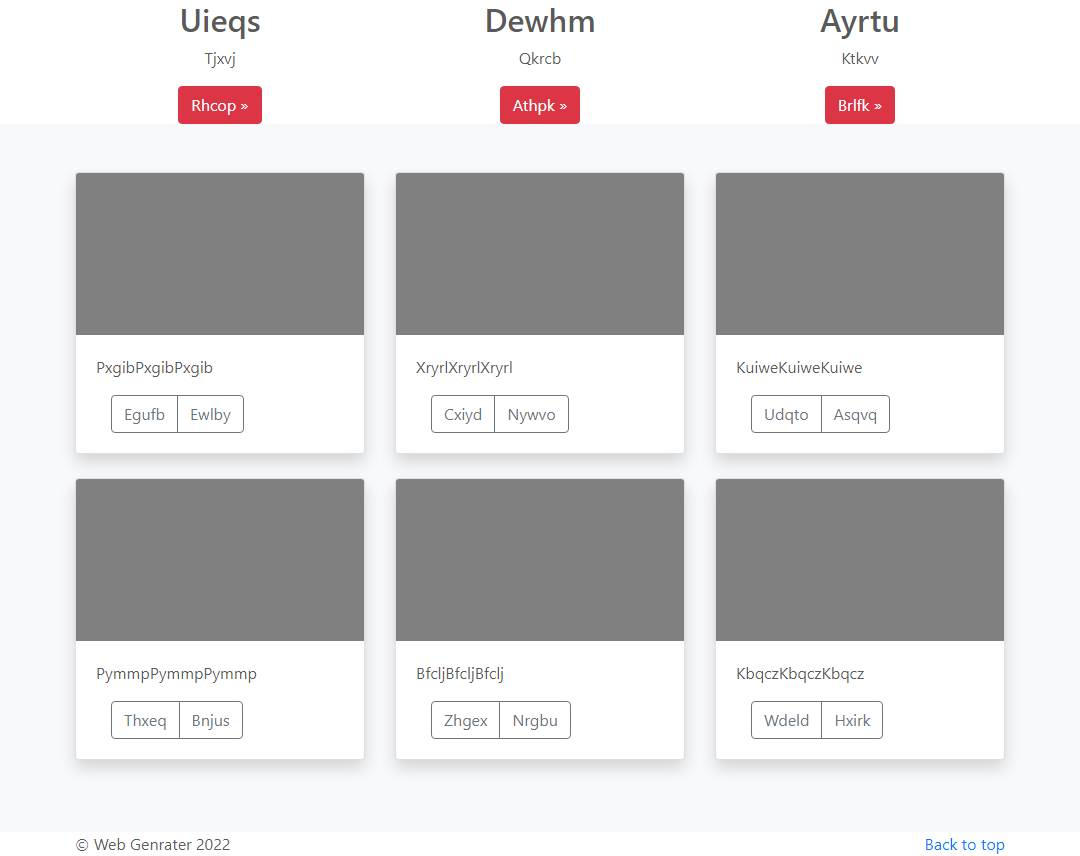 Uieqs
Tjxvj
Rhcop »
Dewhm
Qkrcb
Athpk »
Ayrtu
Ktkvv
Brlfk »
PxgibPxgibPxgib
Egufb Ewlby
XryrlXryrlXryrl
Cxiyd Nywvo
KuiweKuiweKuiwe
Udqto Asqvq
PymmpPymmpPymmp
Thxeq Bnjus
BfcljBfcljBfclj
Zhgex Nrgbu
KbqczKbqczKbqcz
Wdeld Hxirk
© Web Genrater 2022
Back to top